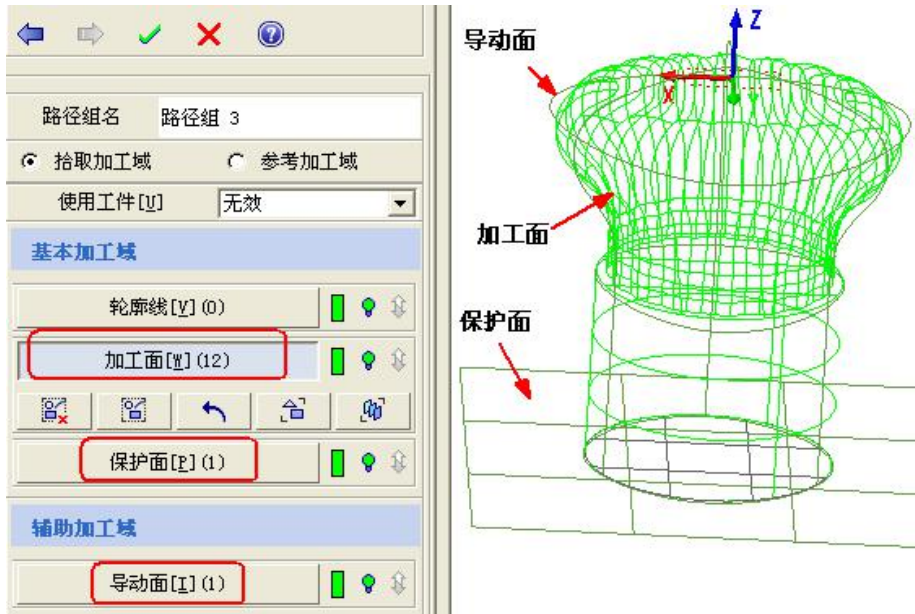 路径组名 路径组 3
拾取加工域 参考加工域
使用工件[U] 无效
基本加工域
轮廓线[V](0)
加工面[W](12)
保护面[P](1)
辅助加工域
导动面[I](1)
导动面
Z
X
加工面
保护面